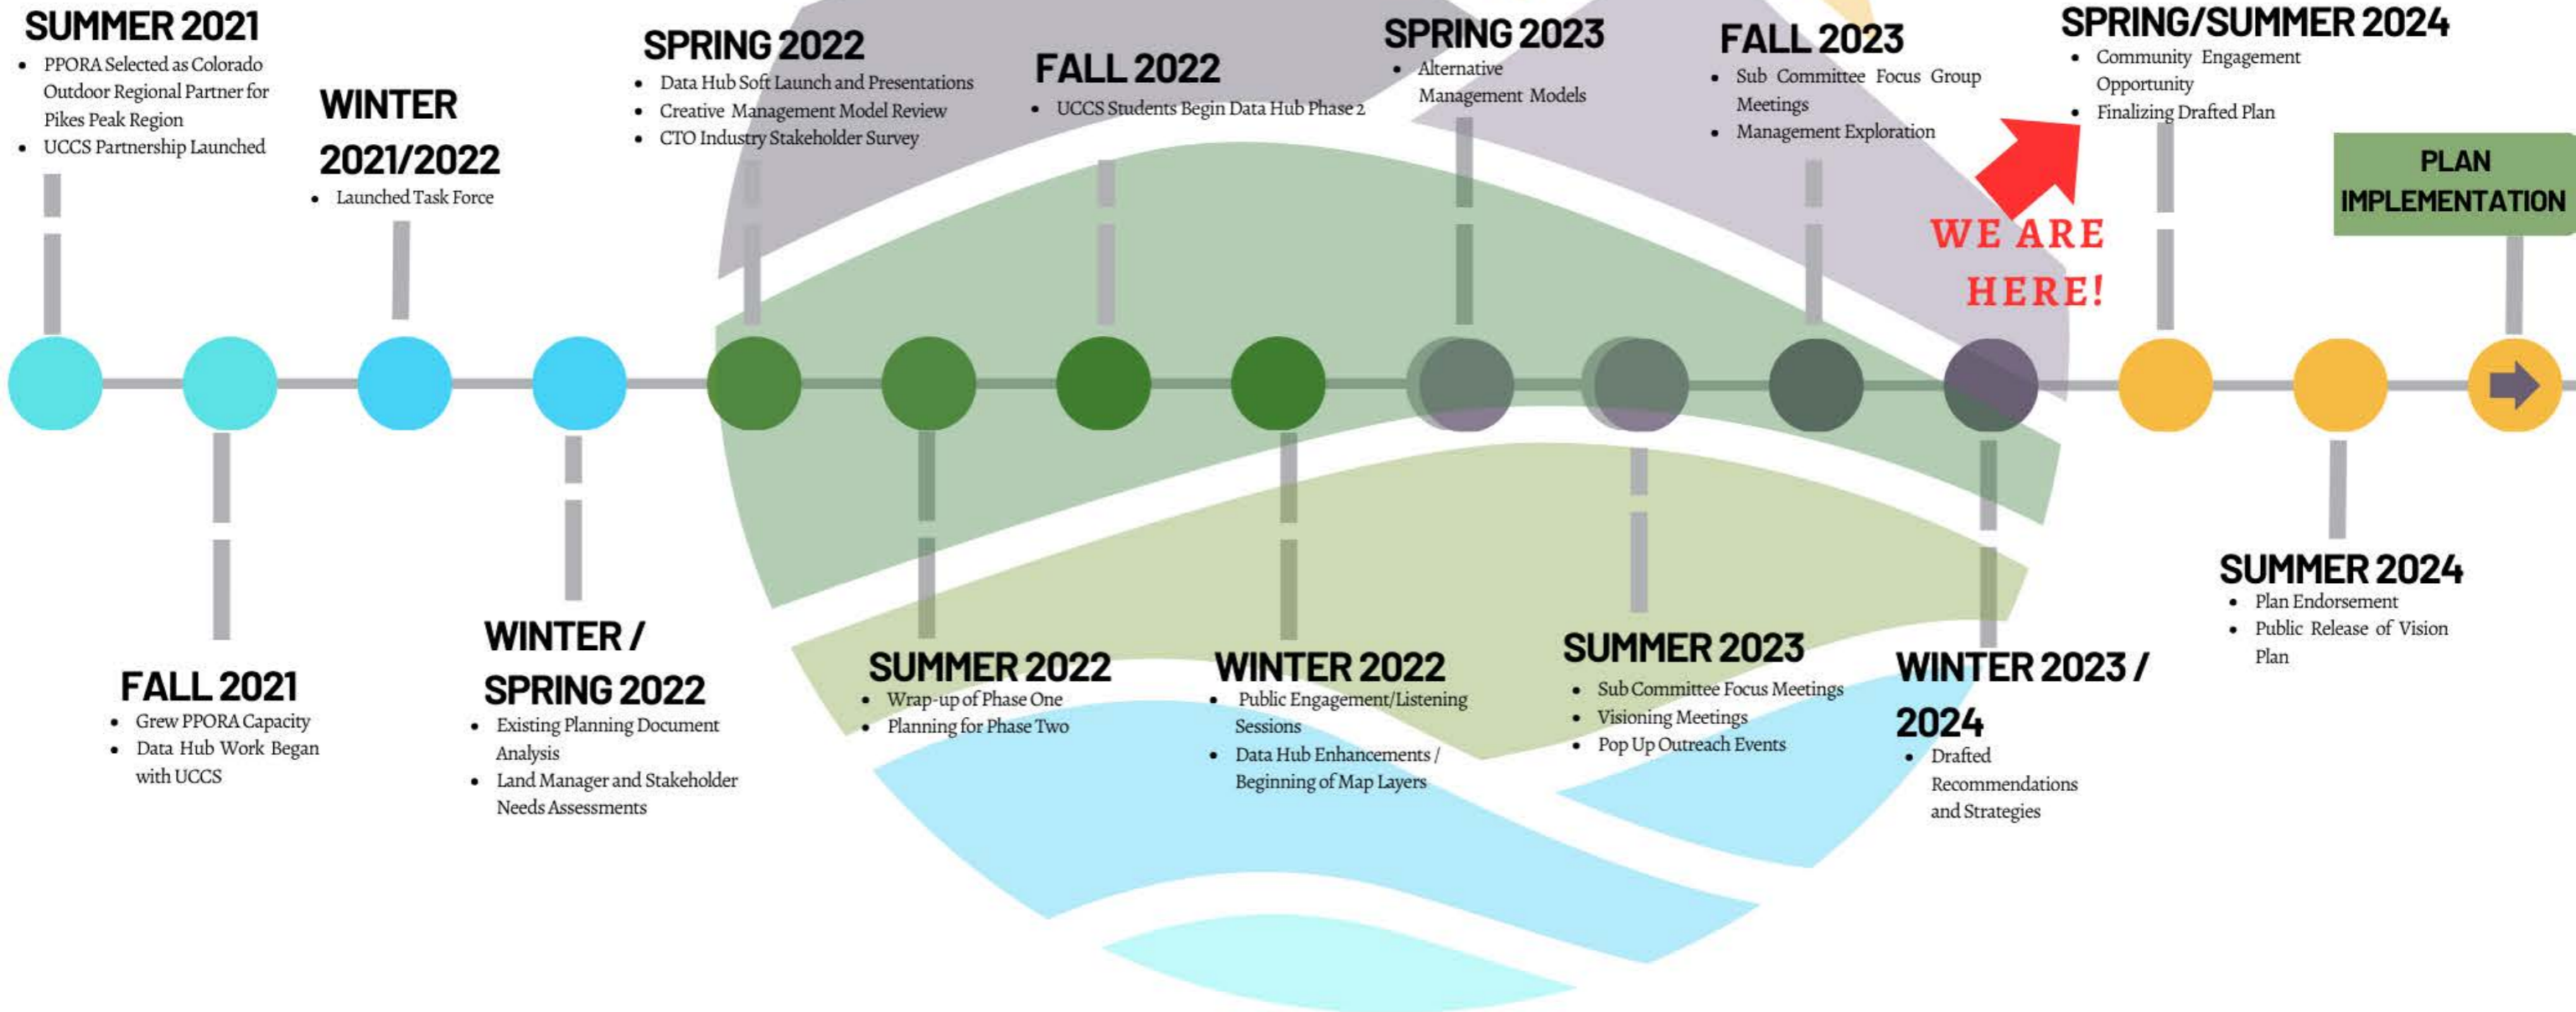 SUMMER 2021
• PPORA Selected as Colorado
Outdoor Regional Partner for
Pikes Peak Region
• UCCS Partnership Launched
WINTER
2021/2022
• Launched Task Force
SPRING 2022
• Data Hub Soft Launch and Presentations
• Creative Management Model Review
• CTO Industry Stakeholder Survey
FALL 2022
• UCCS Students Begin Data Hub Phase 2
SPRING 2023
• Alternative
Management Models
FALL 2023
• Sub Committee Focus Group
Meetings
• Management Exploration
SPRING/SUMMER 2024
• Community Engagement
Opportunity
• Finalizing Drafted Plan
WE ARE
HERE!
PLAN
IMPLEMENTATION
FALL 2021
• Grew PPORA Capacity
• Data Hub Work Began
with UCCS
WINTER /
SPRING 2022
• Existing Planning Document
Analysis
• Land Manager and Stakeholder
Needs Assessments
SUMMER 2022
• Wrap-up of Phase One
• Planning for Phase Two
WINTER 2022
• Public Engagement/Listening
Sessions
• Data Hub Enhancements /
Beginning of Map Layers
SUMMER 2023
• Sub Committee Focus Meetings
• Visioning Meetings
• Pop Up Outreach Events
WINTER 2023 /
2024
• Drafted
Recommendations
and Strategies
SUMMER 2024
• Plan Endorsement
• Public Release of Vision
Plan